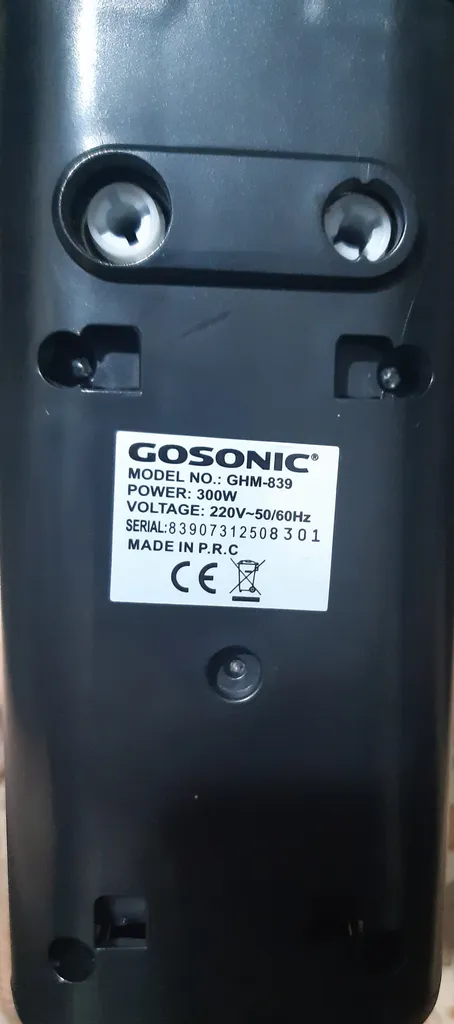 GOSONIC®
MODEL NO.: GHM-839
POWER: 300W
VOLTAGE: 220V~50/60Hz
SERIAL:83907312508301
MADE IN P.R.C
CE